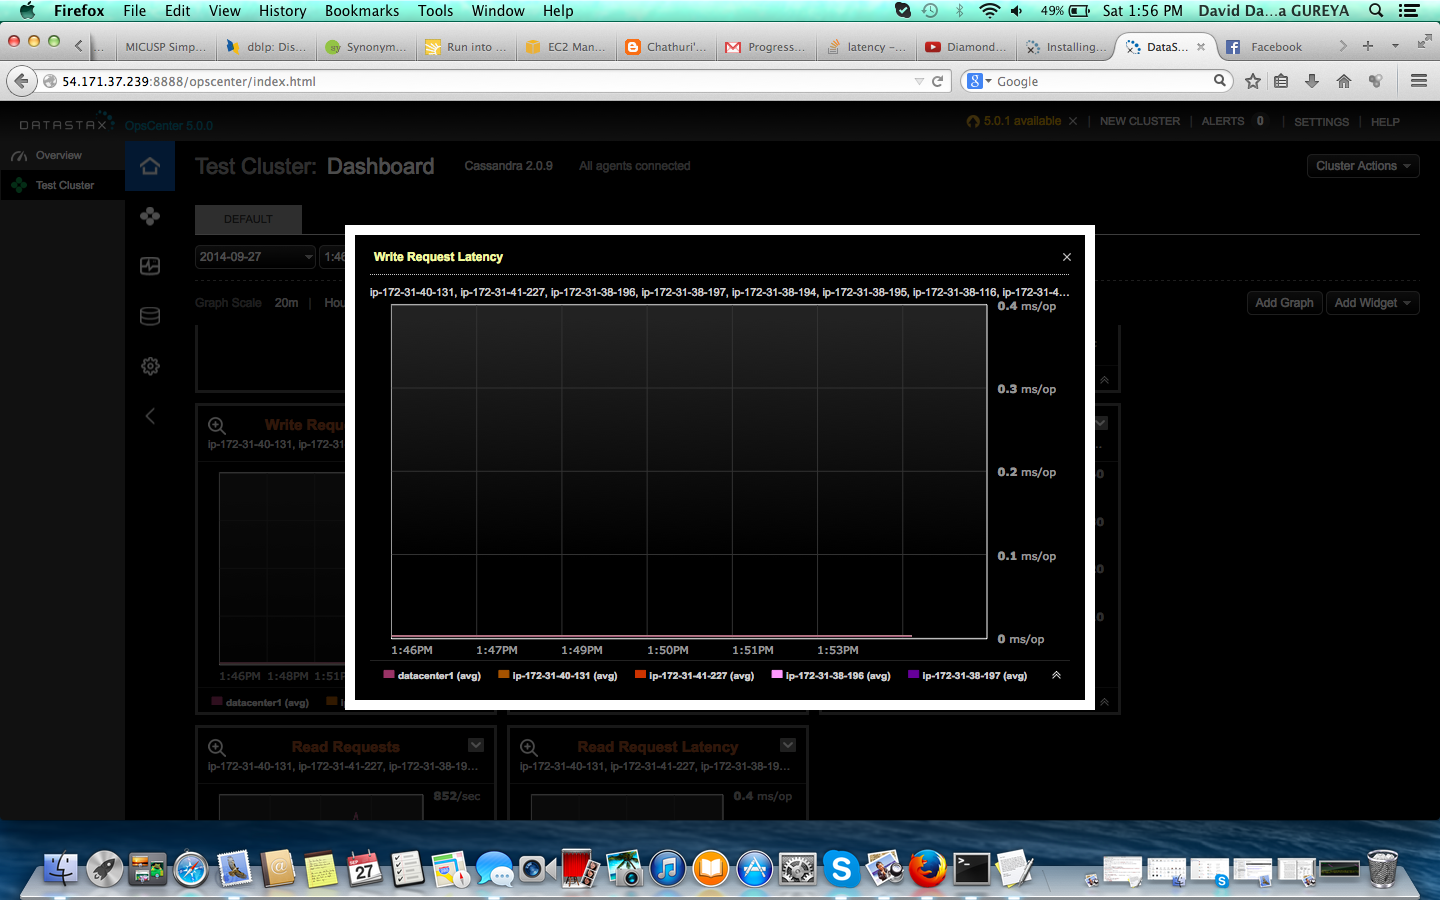 Firefox File Edit View History Bookmarks Tools Window Help 49% Sat 1:56 PM David Da...a GUREYA
... MICUSP Simp... dblp: Dis... Synonym... Run into ... EC2 Man... Chathuri'... Progress... latency –... Diamond... Installing... DataS... Facebook
54.171.37.239:8888/opscenter/index.html Google
DATASTAX OpsCenter 5.0.0 5.0.1 available × NEW CLUSTER ALERTS 0 SETTINGS HELP
Overview
Test Cluster
Test Cluster: Dashboard Cassandra 2.0.9 All agents connected Cluster Actions
DEFAULT
2014-09-27 1:46
Graph Scale 20m Hou
Add Graph Add Widget
Write Request Latency ×
ip-172-31-40-131, ip-172-31-41-227, ip-172-31-38-196, ip-172-31-38-197, ip-172-31-38-194, ip-172-31-38-195, ip-172-31-38-116, ip-172-31-4...
0.4 ms/op
0.3 ms/op
0.2 ms/op
0.1 ms/op
0 ms/op
1:46PM 1:47PM 1:49PM 1:50PM 1:51PM 1:53PM
datacenter1 (avg) ip-172-31-40-131 (avg) ip-172-31-41-227 (avg) ip-172-31-38-196 (avg) ip-172-31-38-197 (avg)
Write Requ
ip-172-31-40-131, ip-172-31
1:46PM 1:48PM 1:51P
datacenter1 (avg)
Read Requests
ip-172-31-40-131, ip-172-31-41-227, ip-172-31-38-19...
852/sec
Read Request Latency
ip-172-31-40-131, ip-172-31-41-227, ip-172-31-38-19...
0.4 ms/op
SEP
27